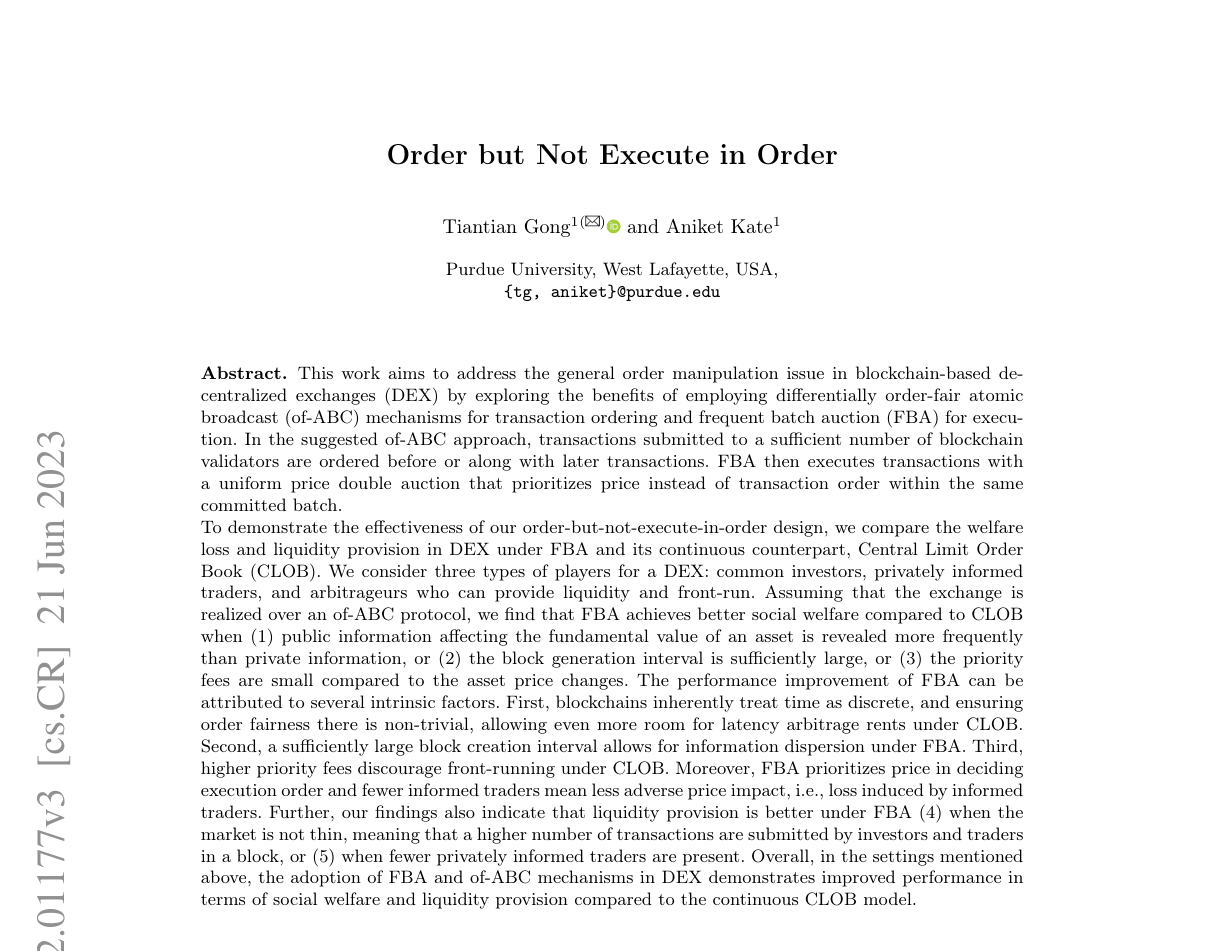 Order but Not Execute in Order
Tiantian Gong1(✉) and Aniket Kate1
Purdue University, West Lafayette, USA,
{tg, aniket}@purdue.edu
Abstract. This work aims to address the general order manipulation issue in blockchain-based de-
centralized exchanges (DEX) by exploring the benefits of employing differentially order-fair atomic
broadcast (of-ABC) mechanisms for transaction ordering and frequent batch auction (FBA) for execu-
tion. In the suggested of-ABC approach, transactions submitted to a sufficient number of blockchain
validators are ordered before or along with later transactions. FBA then executes transactions with
a uniform price double auction that prioritizes price instead of transaction order within the same
committed batch.
To demonstrate the effectiveness of our order-but-not-execute-in-order design, we compare the welfare
loss and liquidity provision in DEX under FBA and its continuous counterpart, Central Limit Order
Book (CLOB). We consider three types of players for a DEX: common investors, privately informed
traders, and arbitrageurs who can provide liquidity and front-run. Assuming that the exchange is
realized over an of-ABC protocol, we find that FBA achieves better social welfare compared to CLOB
when (1) public information affecting the fundamental value of an asset is revealed more frequently
than private information, or (2) the block generation interval is sufficiently large, or (3) the priority
fees are small compared to the asset price changes. The performance improvement of FBA can be
attributed to several intrinsic factors. First, blockchains inherently treat time as discrete, and ensuring
order fairness there is non-trivial, allowing even more room for latency arbitrage rents under CLOB.
Second, a sufficiently large block creation interval allows for information dispersion under FBA. Third,
higher priority fees discourage front-running under CLOB. Moreover, FBA prioritizes price in deciding
execution order and fewer informed traders mean less adverse price impact, i.e., loss induced by informed
traders. Further, our findings also indicate that liquidity provision is better under FBA (4) when the
market is not thin, meaning that a higher number of transactions are submitted by investors and traders
in a block, or (5) when fewer privately informed traders are present. Overall, in the settings mentioned
above, the adoption of FBA and of-ABC mechanisms in DEX demonstrates improved performance in
terms of social welfare and liquidity provision compared to the continuous CLOB model.
2.01177v3 [cs.CR] 21 Jun 2023